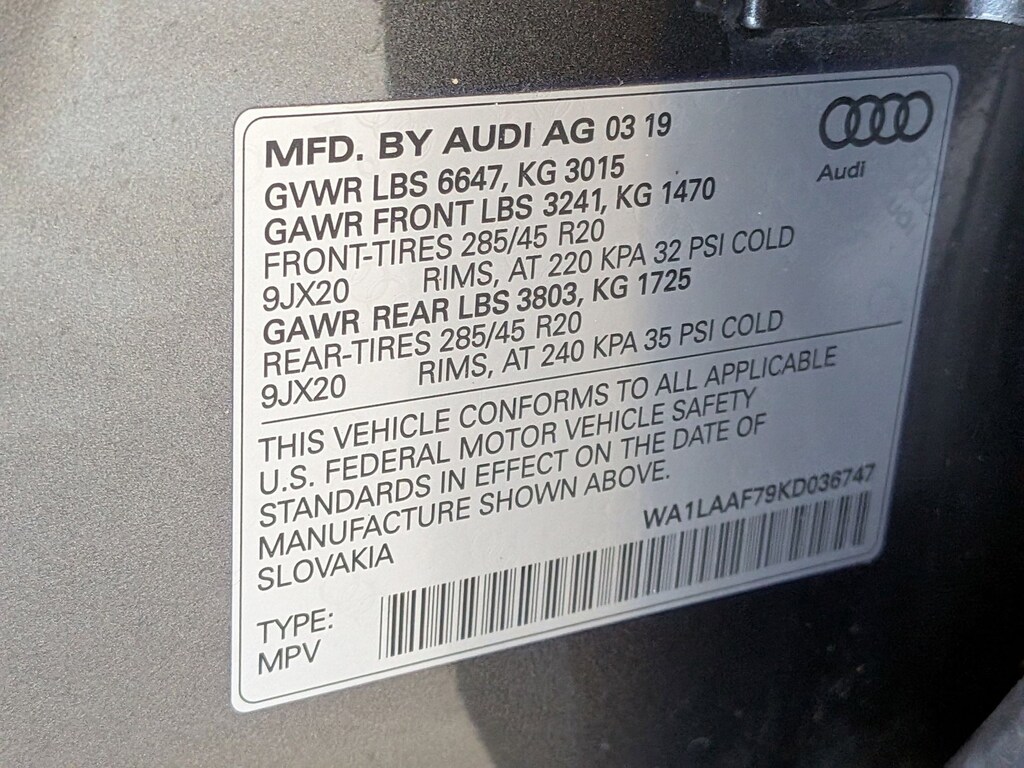 MFD. BY AUDI AG 03 19
Audi
GVWR LBS 6647, KG 3015
GAWR FRONT LBS 3241, KG 1470
FRONT-TIRES 285/45 R20
9JX20 RIMS, AT 220 KPA 32 PSI COLD
GAWR REAR LBS 3803, KG 1725
REAR-TIRES 285/45 R20
9JX20 RIMS, AT 240 KPA 35 PSI COLD
THIS VEHICLE CONFORMS TO ALL APPLICABLE
U.S. FEDERAL MOTOR VEHICLE SAFETY
STANDARDS IN EFFECT ON THE DATE OF
MANUFACTURE SHOWN ABOVE.
SLOVAKIA
WA1LAAF79KD036747
TYPE:
MPV